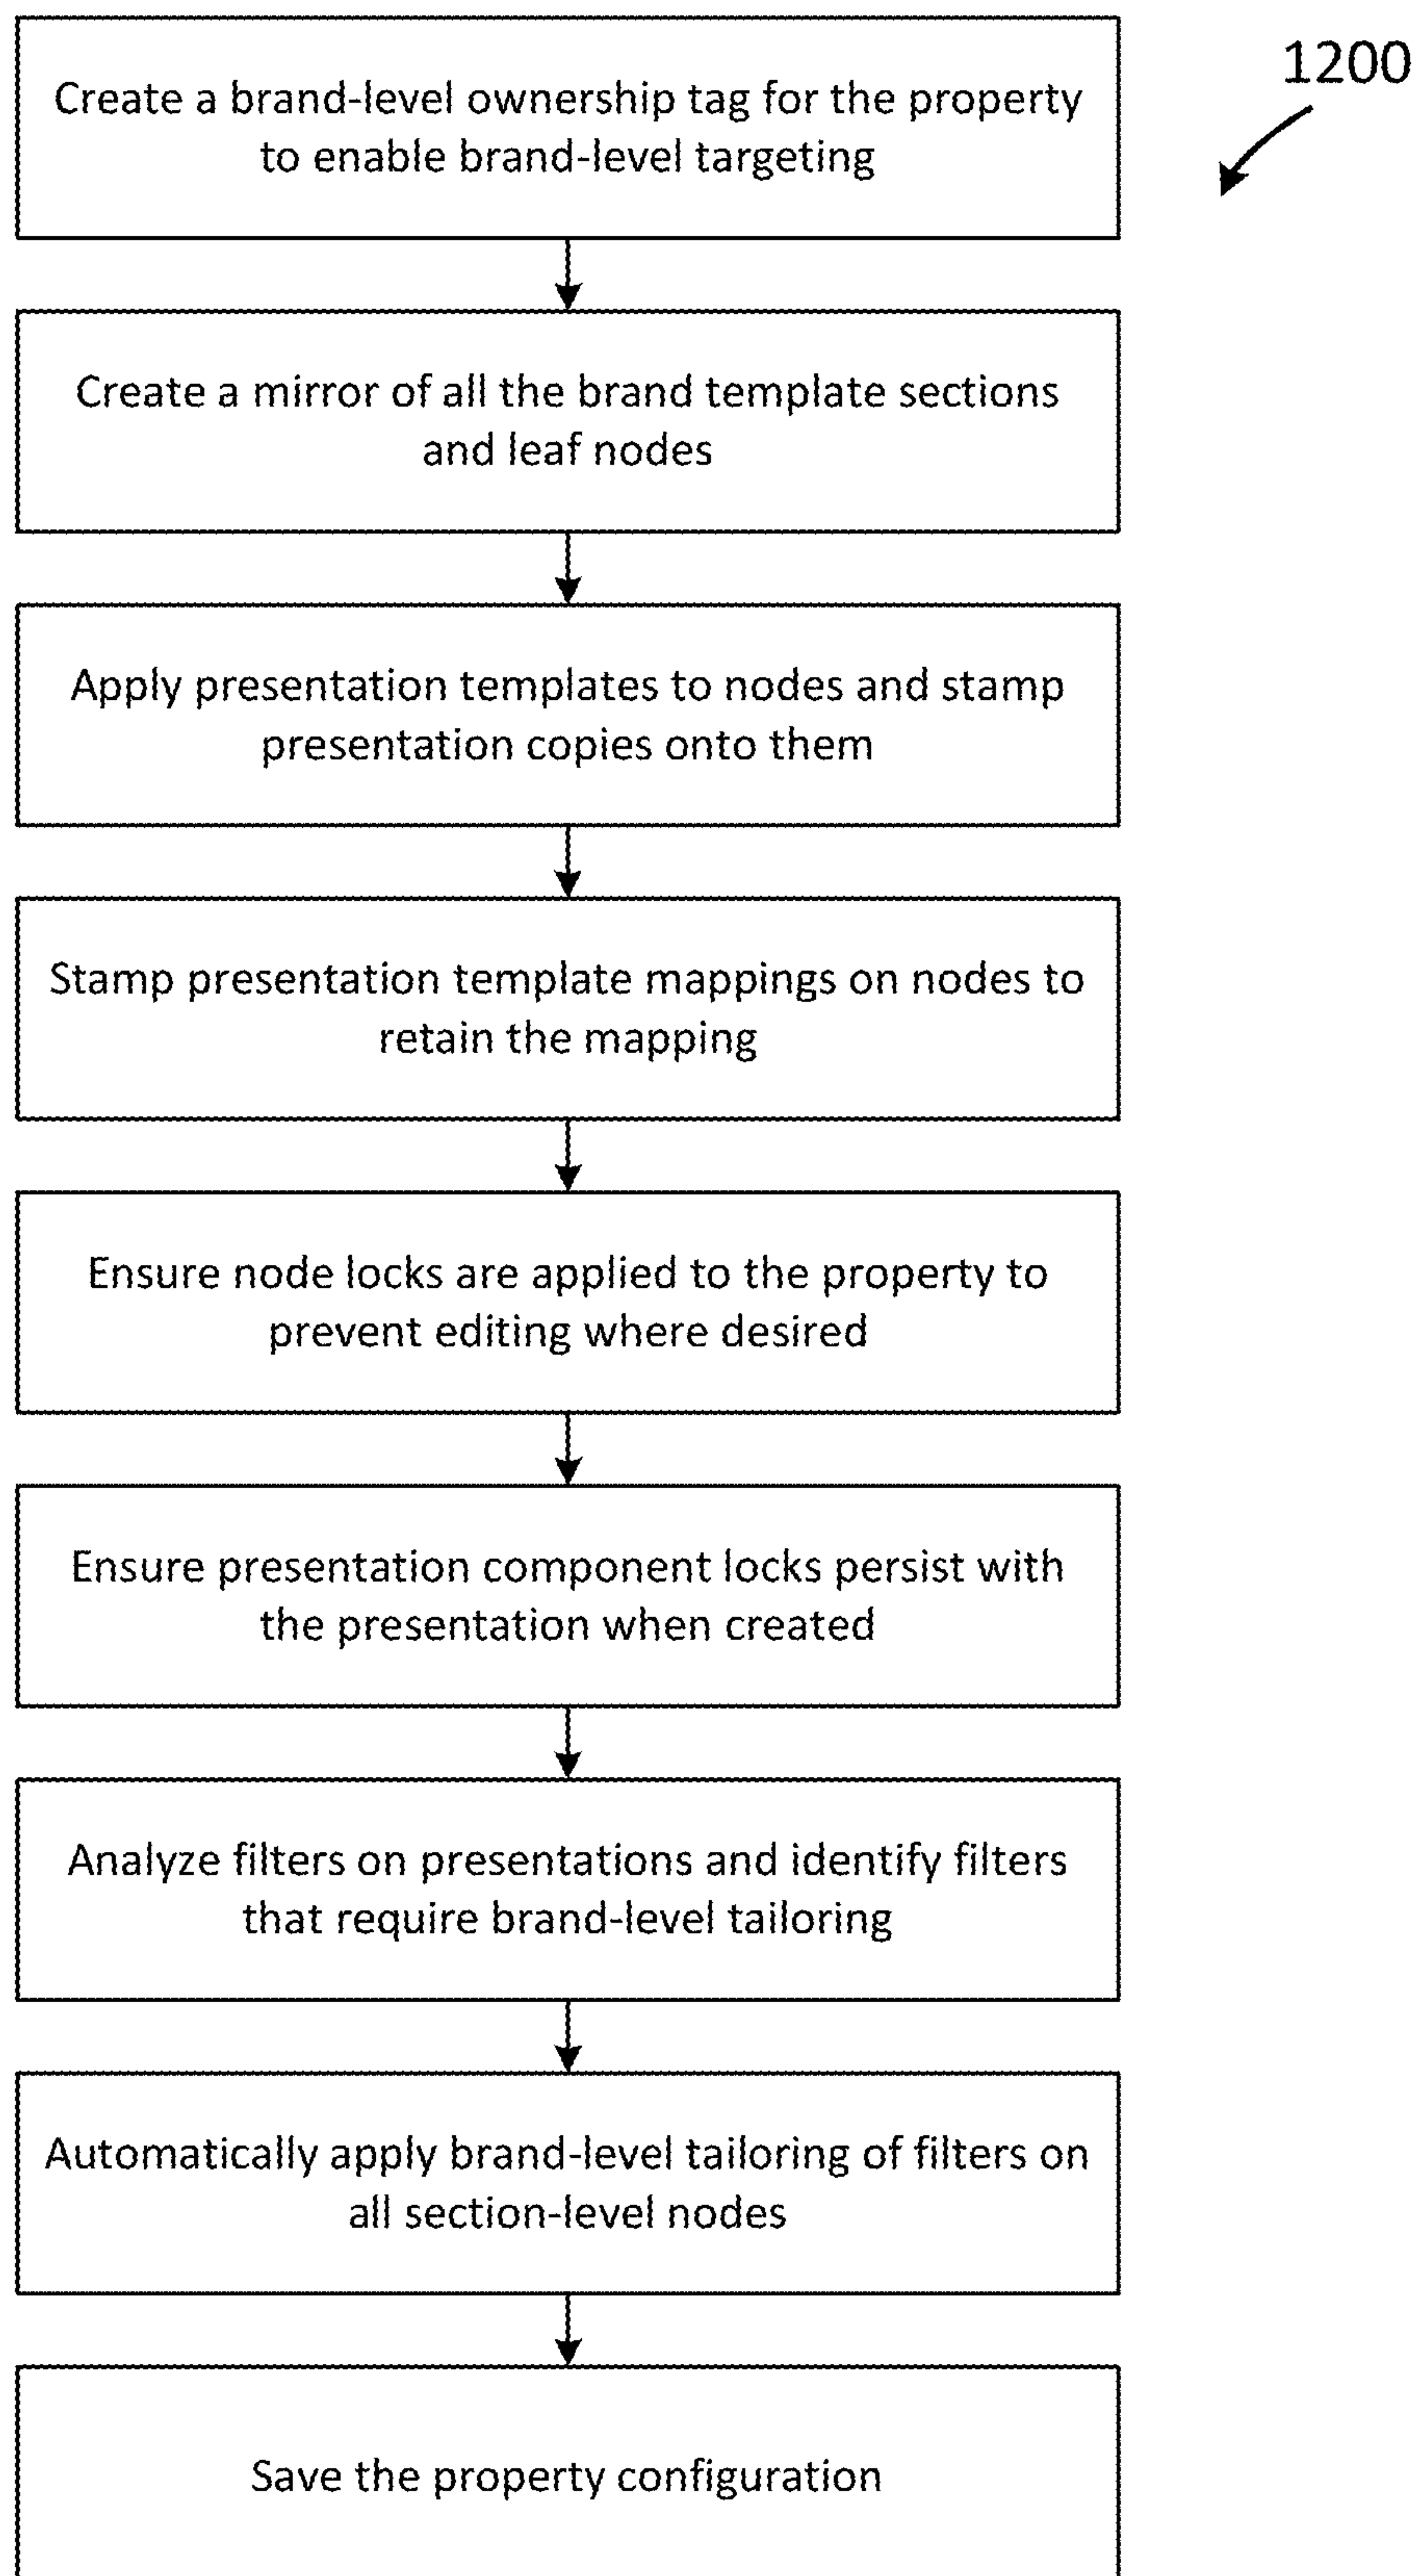 1200
Create a brand-level ownership tag for the property
to enable brand-level targeting
Create a mirror of all the brand template sections
and leaf nodes
Apply presentation templates to nodes and stamp
presentation copies onto them
Stamp presentation template mappings on nodes to
retain the mapping
Ensure node locks are applied to the property to
prevent editing where desired
Ensure presentation component locks persist with
the presentation when created
Analyze filters on presentations and identify filters
that require brand-level tailoring
Automatically apply brand-level tailoring of filters on
all section-level nodes
Save the property configuration